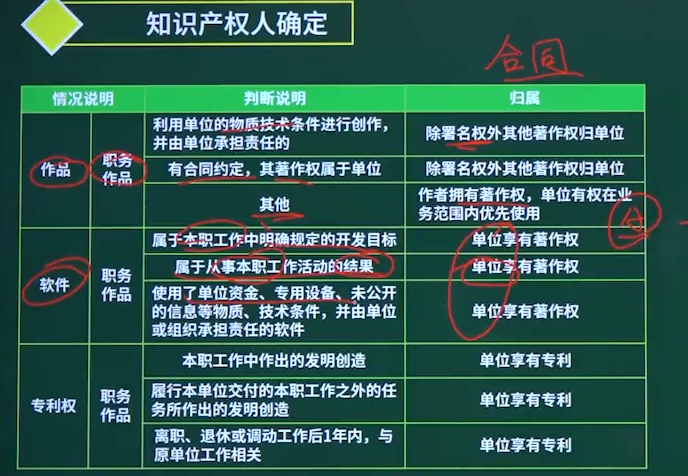 知识产权人确定
合同
情况说明 判断说明 归属
作品 职务作品 利用单位的物质技术条件进行创作，
并由单位承担责任的 除署名权外其他著作权归单位
有合同约定，其著作权属于单位 除署名权外其他著作权归单位
其他 作者拥有著作权，单位有权在业
务范围内优先使用
软件 职务
作品 属于本职工作中明确规定的开发目标 单位享有著作权
属于从事本职工作活动的结果 单位享有著作权
使用了单位资金、专用设备、未公开
的信息等物质、技术条件，并由单位
或组织承担责任的软件 单位享有著作权
专利权 职务
作品 本职工作中作出的发明创造 单位享有专利
履行本单位交付的本职工作之外的任
务所作出的发明创造 单位享有专利
离职、退休或调动工作后1年内，与
原单位工作相关 单位享有专利